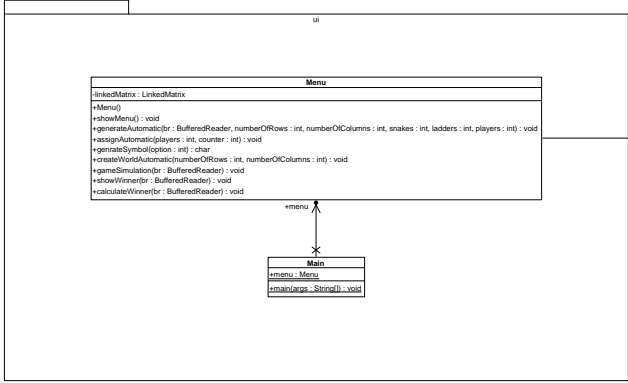 ui
Menu
-linkedMatrix : LinkedMatrix
+Menu()
+showMenu() : void
+generateAutomatic(br : BufferedReader, numberOfRows : int, numberOfColumns : int, snakes : int, ladders : int, players : int) : void
+assignAutomatic(players : int, counter : int) : void
+genrateSymbol(option : int) : char
+createWorldAutomatic(numberOfRows : int, numberOfColumns : int) : void
+gameSimulation(br : BufferedReader) : void
+showWinner(br : BufferedReader) : void
+calculateWinner(br : BufferedReader) : void
+menu
Main
+menu : Menu
+main(args : String[]) : void